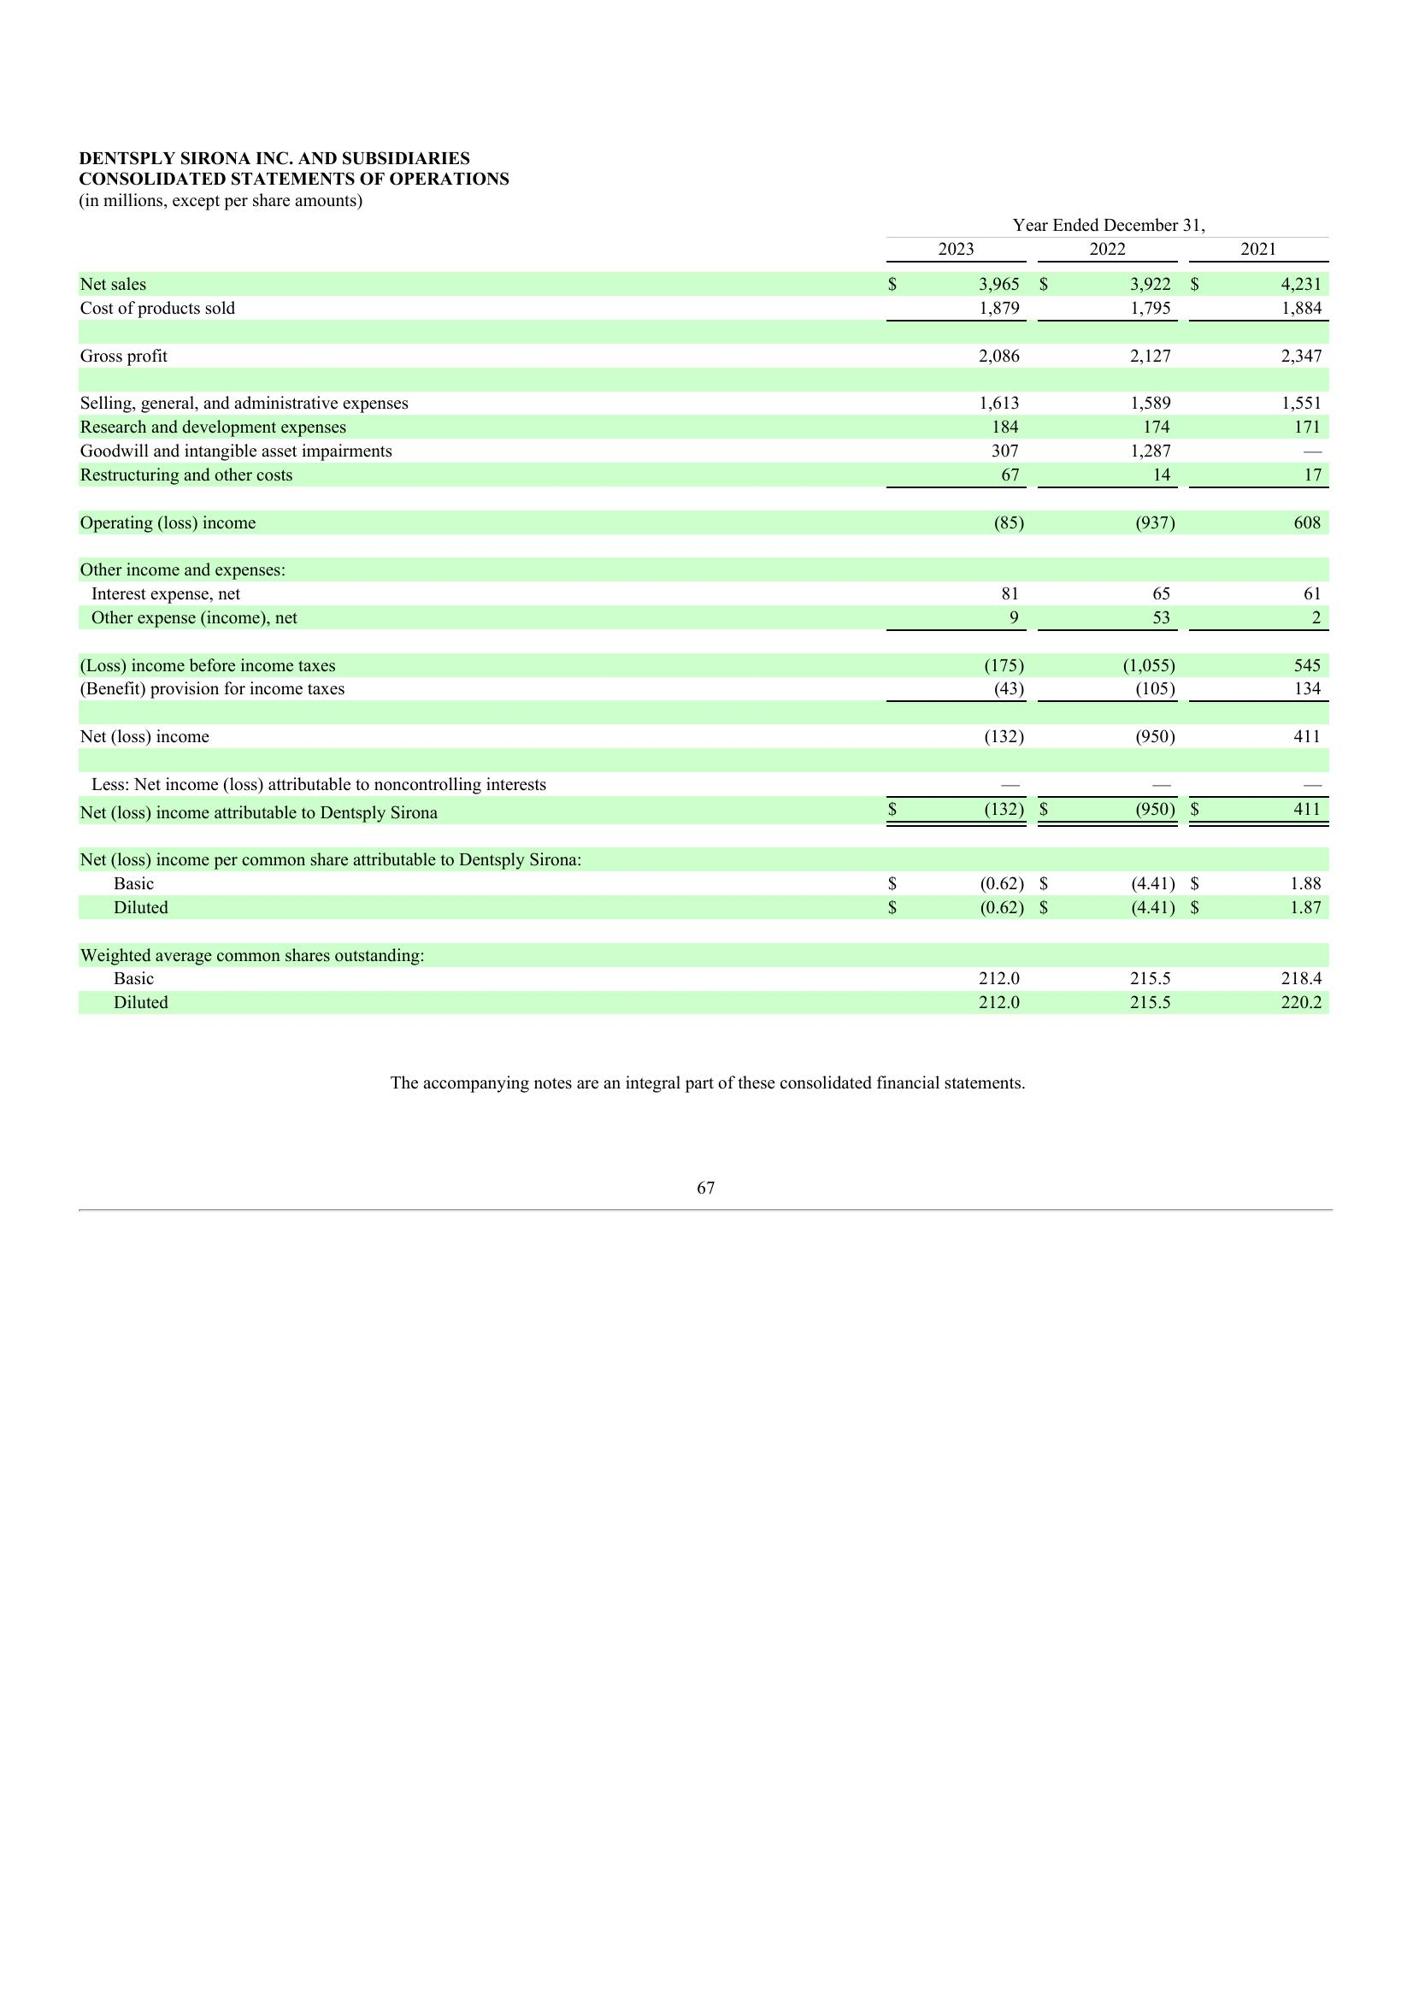 DENTSPLY SIRONA INC. AND SUBSIDIARIES
CONSOLIDATED STATEMENTS OF OPERATIONS
(in millions, except per share amounts)
Year Ended December 31,
2023 2022 2021
Net sales $ 3,965 $ 3,922 $ 4,231
Cost of products sold 1,879 1,795 1,884
Gross profit 2,086 2,127 2,347
Selling, general, and administrative expenses 1,613 1,589 1,551
Research and development expenses 184 174 171
Goodwill and intangible asset impairments 307 1,287 —
Restructuring and other costs 67 14 17
Operating (loss) income (85) (937) 608
Other income and expenses:
Interest expense, net 81 65 61
Other expense (income), net 9 53 2
(Loss) income before income taxes (175) (1,055) 545
(Benefit) provision for income taxes (43) (105) 134
Net (loss) income (132) (950) 411
Less: Net income (loss) attributable to noncontrolling interests — — —
Net (loss) income attributable to Dentsply Sirona $ (132) $ (950) $ 411
Net (loss) income per common share attributable to Dentsply Sirona:
Basic $ (0.62) $ (4.41) $ 1.88
Diluted $ (0.62) $ (4.41) $ 1.87
Weighted average common shares outstanding:
Basic 212.0 215.5 218.4
Diluted 212.0 215.5 220.2
The accompanying notes are an integral part of these consolidated financial statements.
67